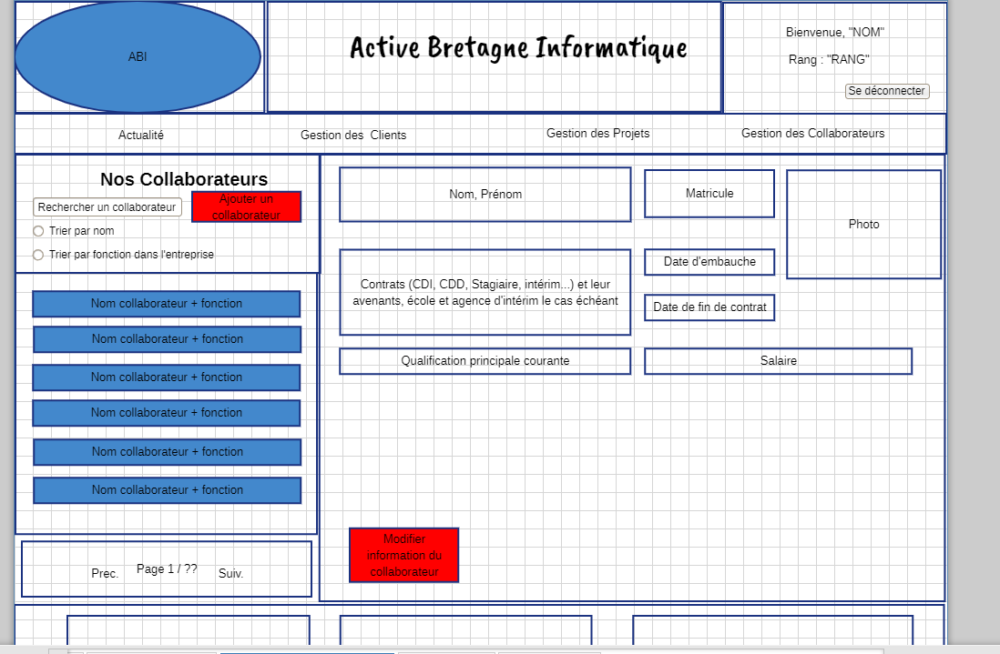 ABI
Active Bretagne Informatique
Bienvenue, "NOM"
Rang : "RANG"
Se déconnecter
Actualité
Gestion des  Clients
Gestion des Projets
Gestion des Collaborateurs
Nos Collaborateurs
Rechercher un collaborateur
Ajouter un
collaborateur
Trier par nom
Trier par fonction dans l'entreprise
Nom collaborateur + fonction
Nom collaborateur + fonction
Nom collaborateur + fonction
Nom collaborateur + fonction
Nom collaborateur + fonction
Nom collaborateur + fonction
Prec.
Page 1 / ??
Suiv.
Nom, Prénom
Matricule
Photo
Contrats (CDI, CDD, Stagiaire, intérim...) et leur
avenants, école et agence d'intérim le cas échéant
Date d'embauche
Date de fin de contrat
Qualification principale courante
Salaire
Modifier
information du
collaborateur